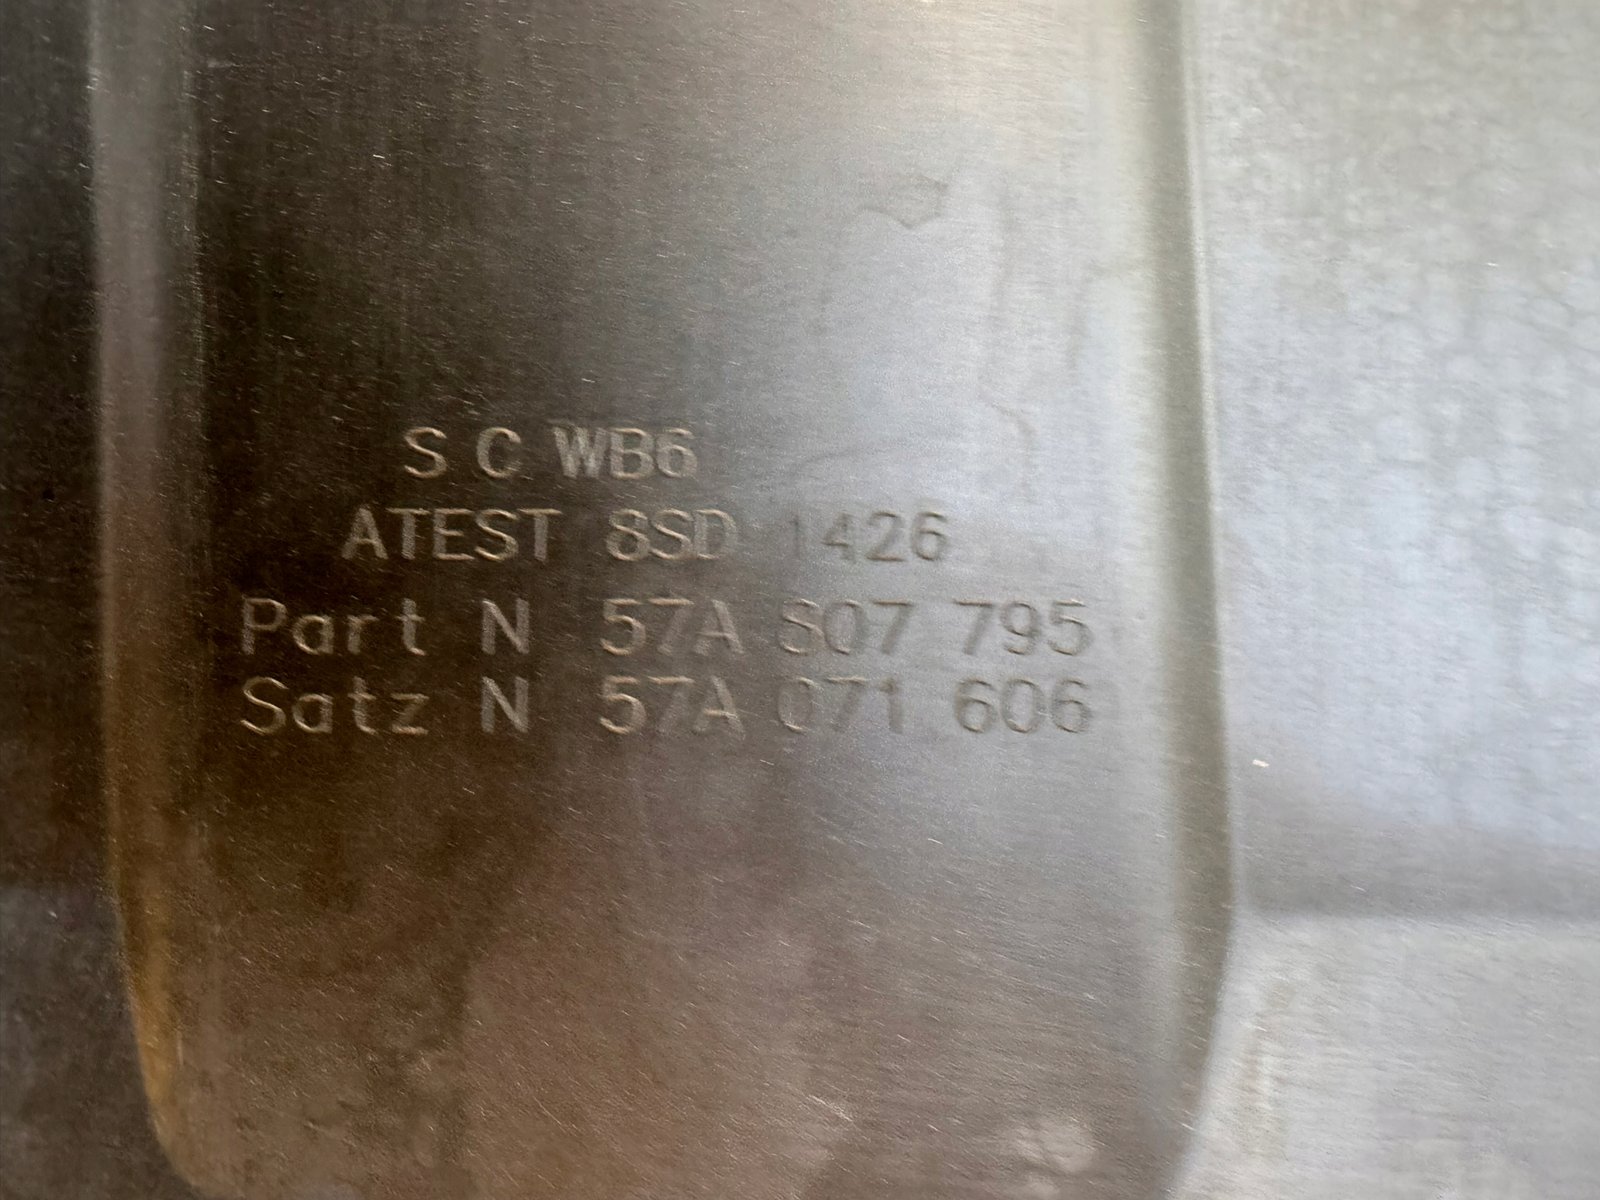 S C WB6
ATEST 8SD 1426
Part N 57A 807 795
Satz N 57A 071 606